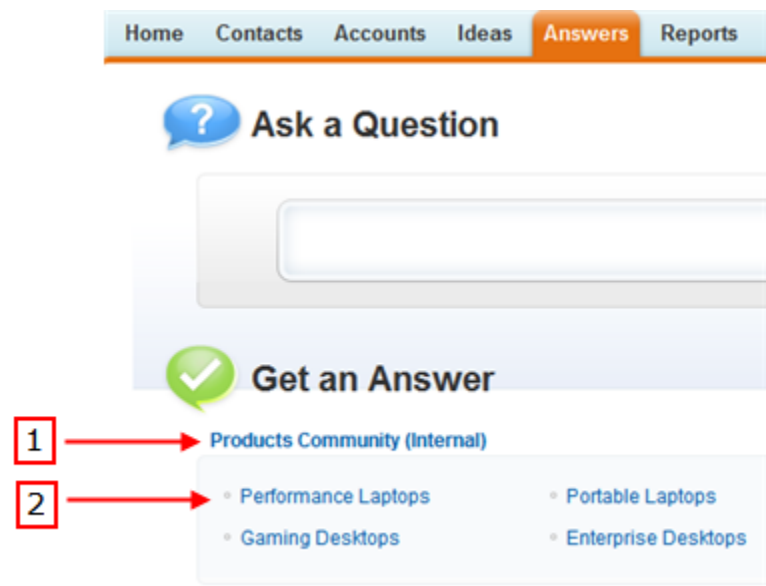 Home Contacts Accounts Ideas Answers Reports
?
Ask a Question
Get an Answer
1 Products Community (Internal)
2 Performance Laptops Portable Laptops
Gaming Desktops Enterprise Desktops